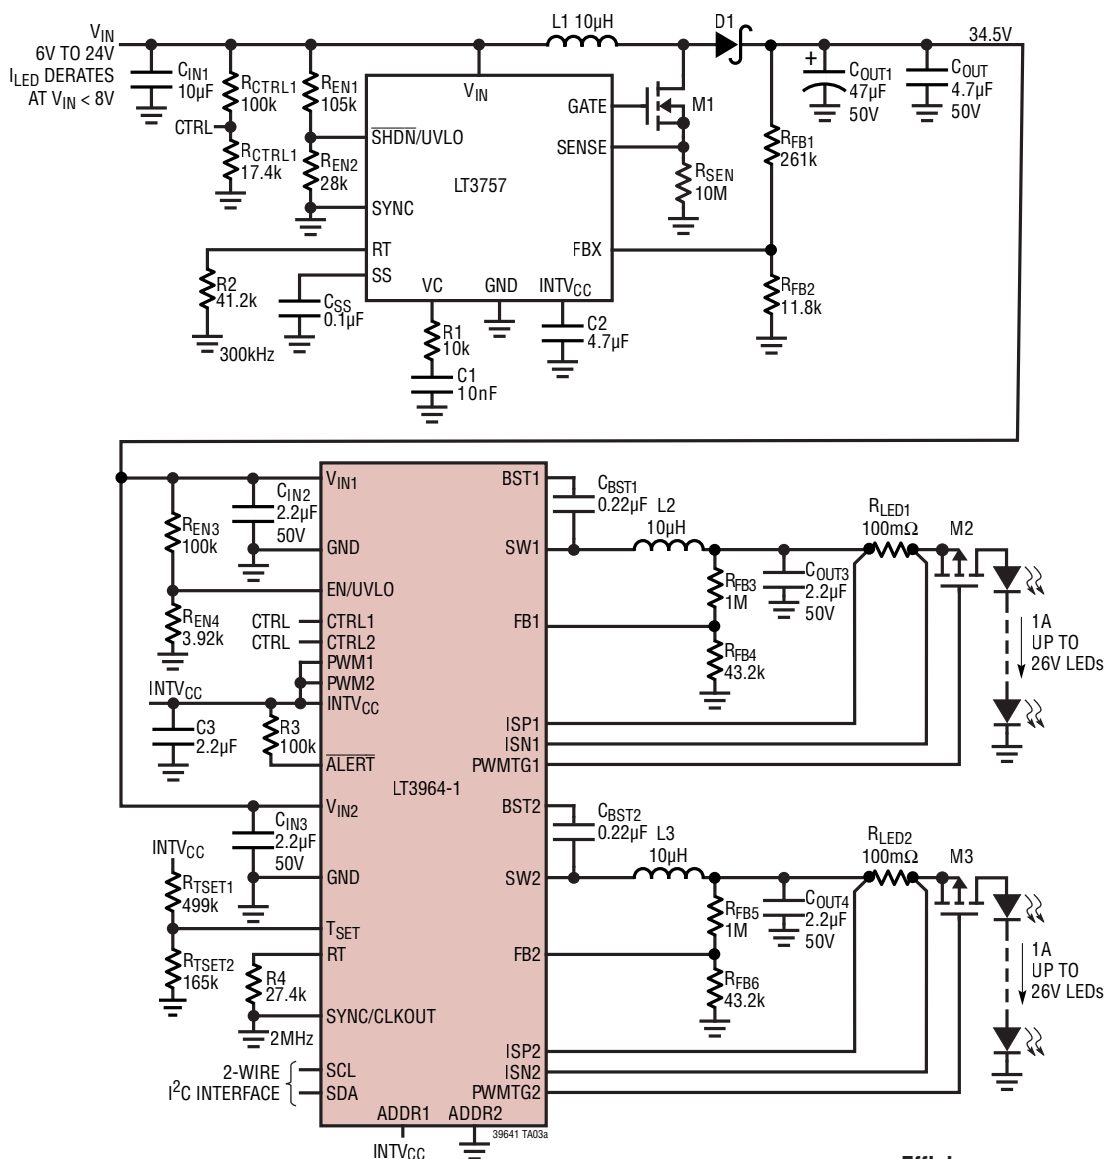 VIN
6V TO 24V
ILED DERATES
AT VIN < 8V
CIN1
10µF
RCTRL1
100k
CTRL
RCTRL1
17.4k
REN1
105k
REN2
28k
L1 10µH
D1
34.5V
VIN
SHDN/UVLO
SYNC
RT
SS
LT3757
GATE
SENSE
FBX
VC
GND
INTVCC
M1
RSEN
10M
+
COUT1
47µF
50V
COUT
4.7µF
50V
RFB1
261k
RFB2
11.8k
R2
41.2k
300kHz
CSS
0.1µF
R1
10k
C1
10nF
C2
4.7µF
REN3
100k
CIN2
2.2µF
50V
REN4
3.92k
CTRL
CTRL
INTVCC
C3
2.2µF
R3
100k
CIN3
2.2µF
50V
INTVCC
RTSET1
499k
RTSET2
165k
R4
27.4k
2MHz
2-WIRE
I2C INTERFACE
VIN1
GND
EN/UVLO
CTRL1
CTRL2
PWM1
PWM2
INTVCC
ALERT
VIN2
GND
TSET
RT
SYNC/CLKOUT
SCL
SDA
ADDR1
ADDR2
INTVCC
39641 TA03a
LT3964-1
BST1
SW1
FB1
ISP1
ISN1
PWMTG1
BST2
SW2
FB2
ISP2
ISN2
PWMTG2
CBST1
0.22µF
L2
10µH
RFB3
1M
RFB4
43.2k
COUT3
2.2µF
50V
RLED1
100mΩ
M2
1A
UP TO
26V LEDs
CBST2
0.22µF
L3
10µH
RFB5
1M
RFB6
43.2k
COUT4
2.2µF
50V
RLED2
100mΩ
M3
1A
UP TO
26V LEDs